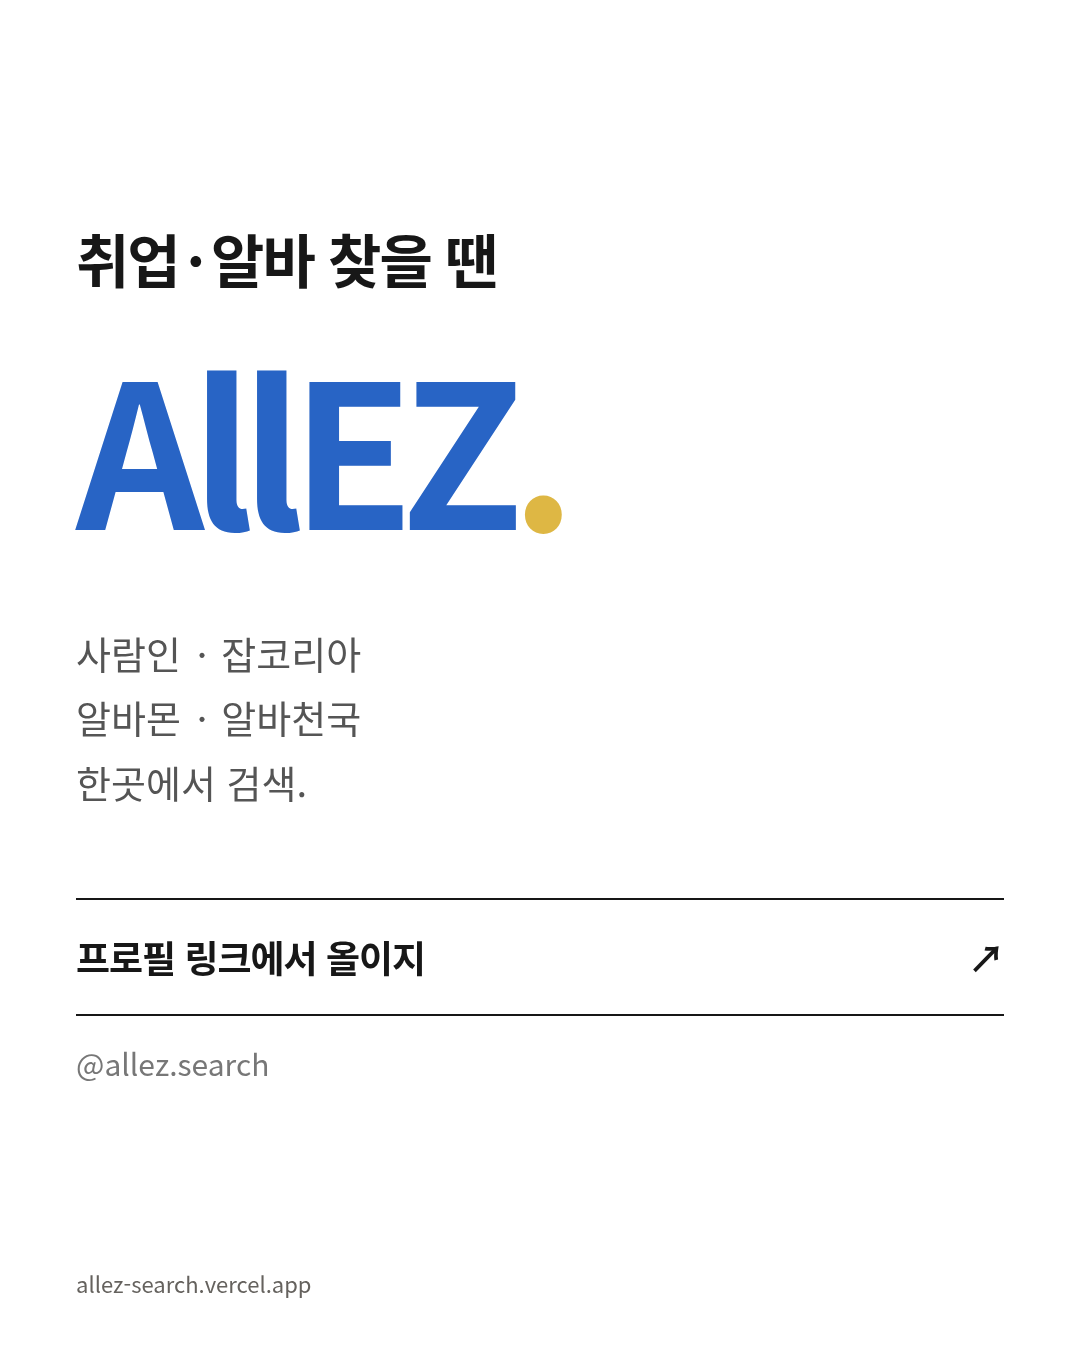 취업·알바 찾을 땐
AllEZ.
사람인 · 잡코리아
알바몬 · 알바천국
한곳에서 검색.
프로필 링크에서 올이지 ↗
@allez.search
allez-search.vercel.app